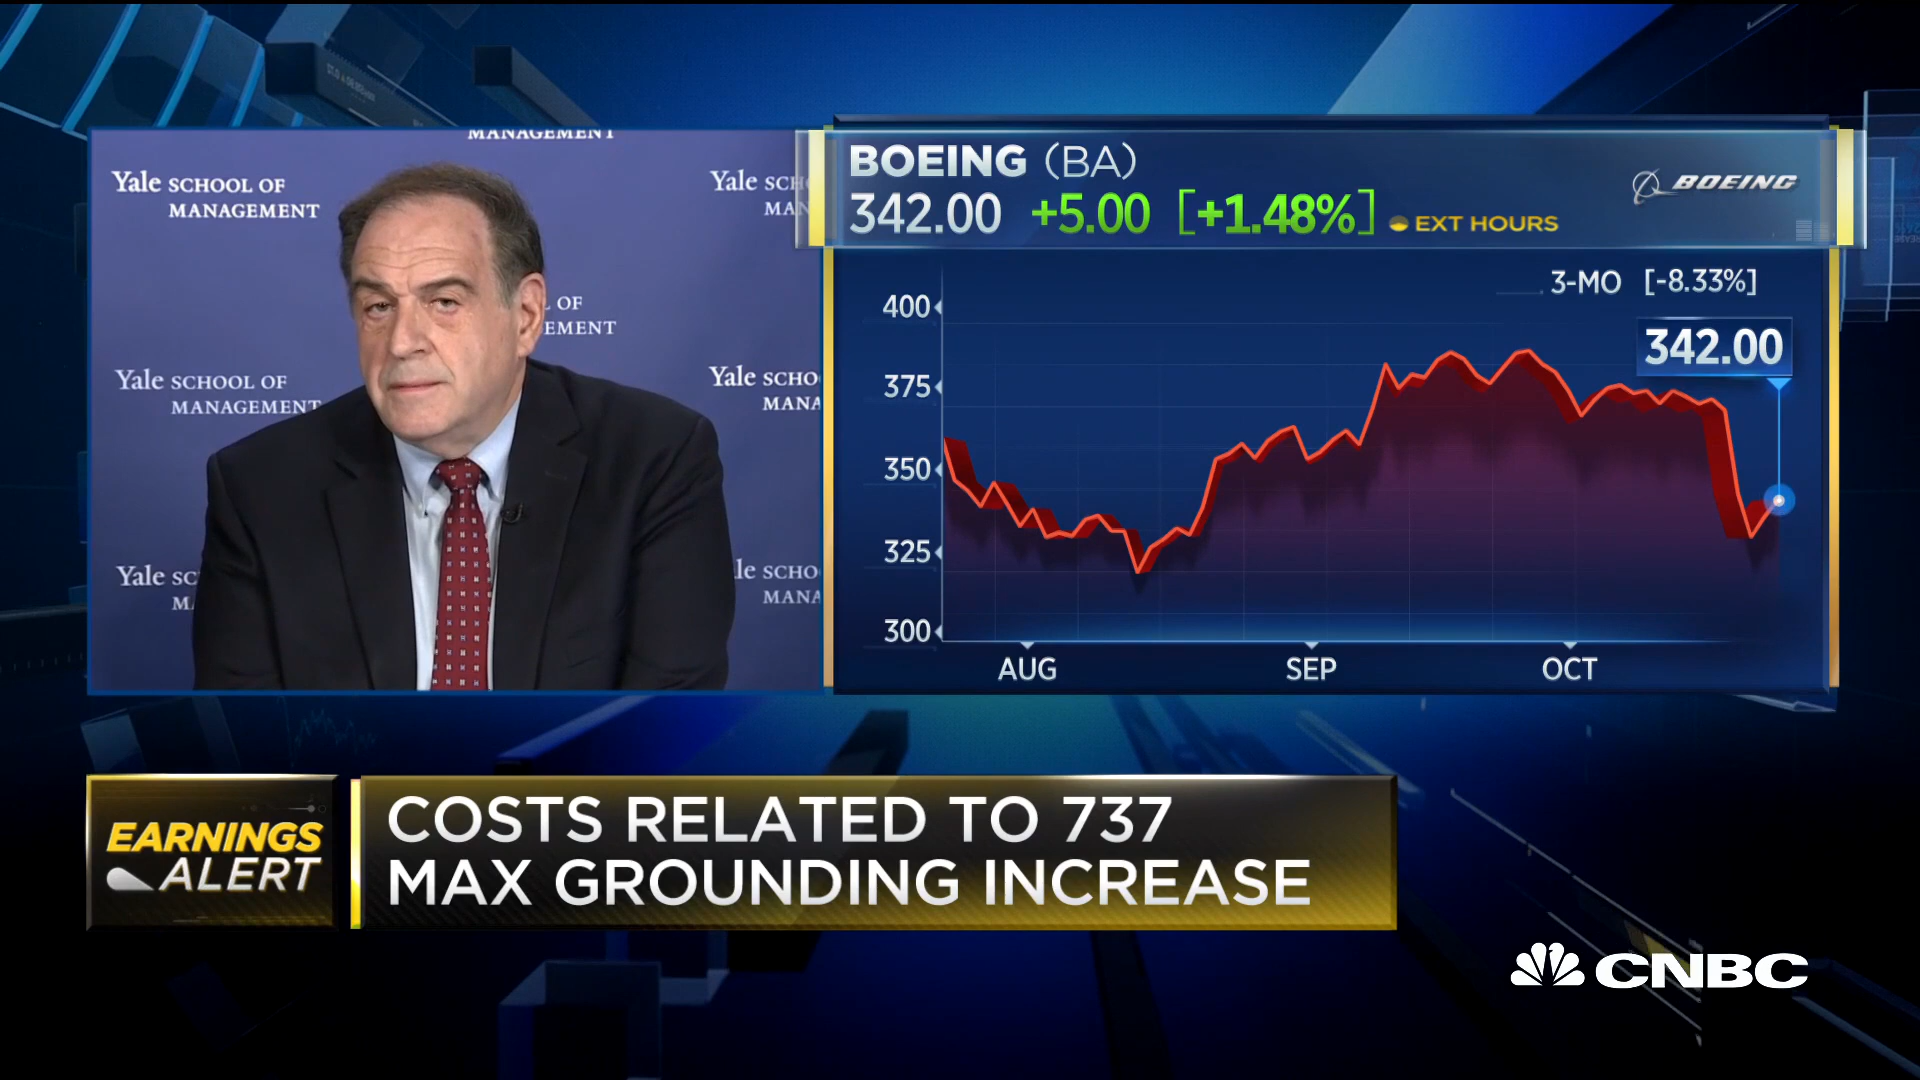 MANAGEMENT
Yale SCHOOL OF
MANAGEMENT
Yale SCHO
MAN
OF
EMENT
Yale SCHOOL OF
MANAGEMENT
Yale SCHO
MANA
Yale SC
M
le SCHO
MANA
BOEING (BA)
342.00 +5.00 [+1.48%] EXT HOURS
BOEING
3-MO [-8.33%]
342.00
400
375
350
325
300
AUG SEP OCT
EARNINGS
ALERT
COSTS RELATED TO 737
MAX GROUNDING INCREASE
CNBC